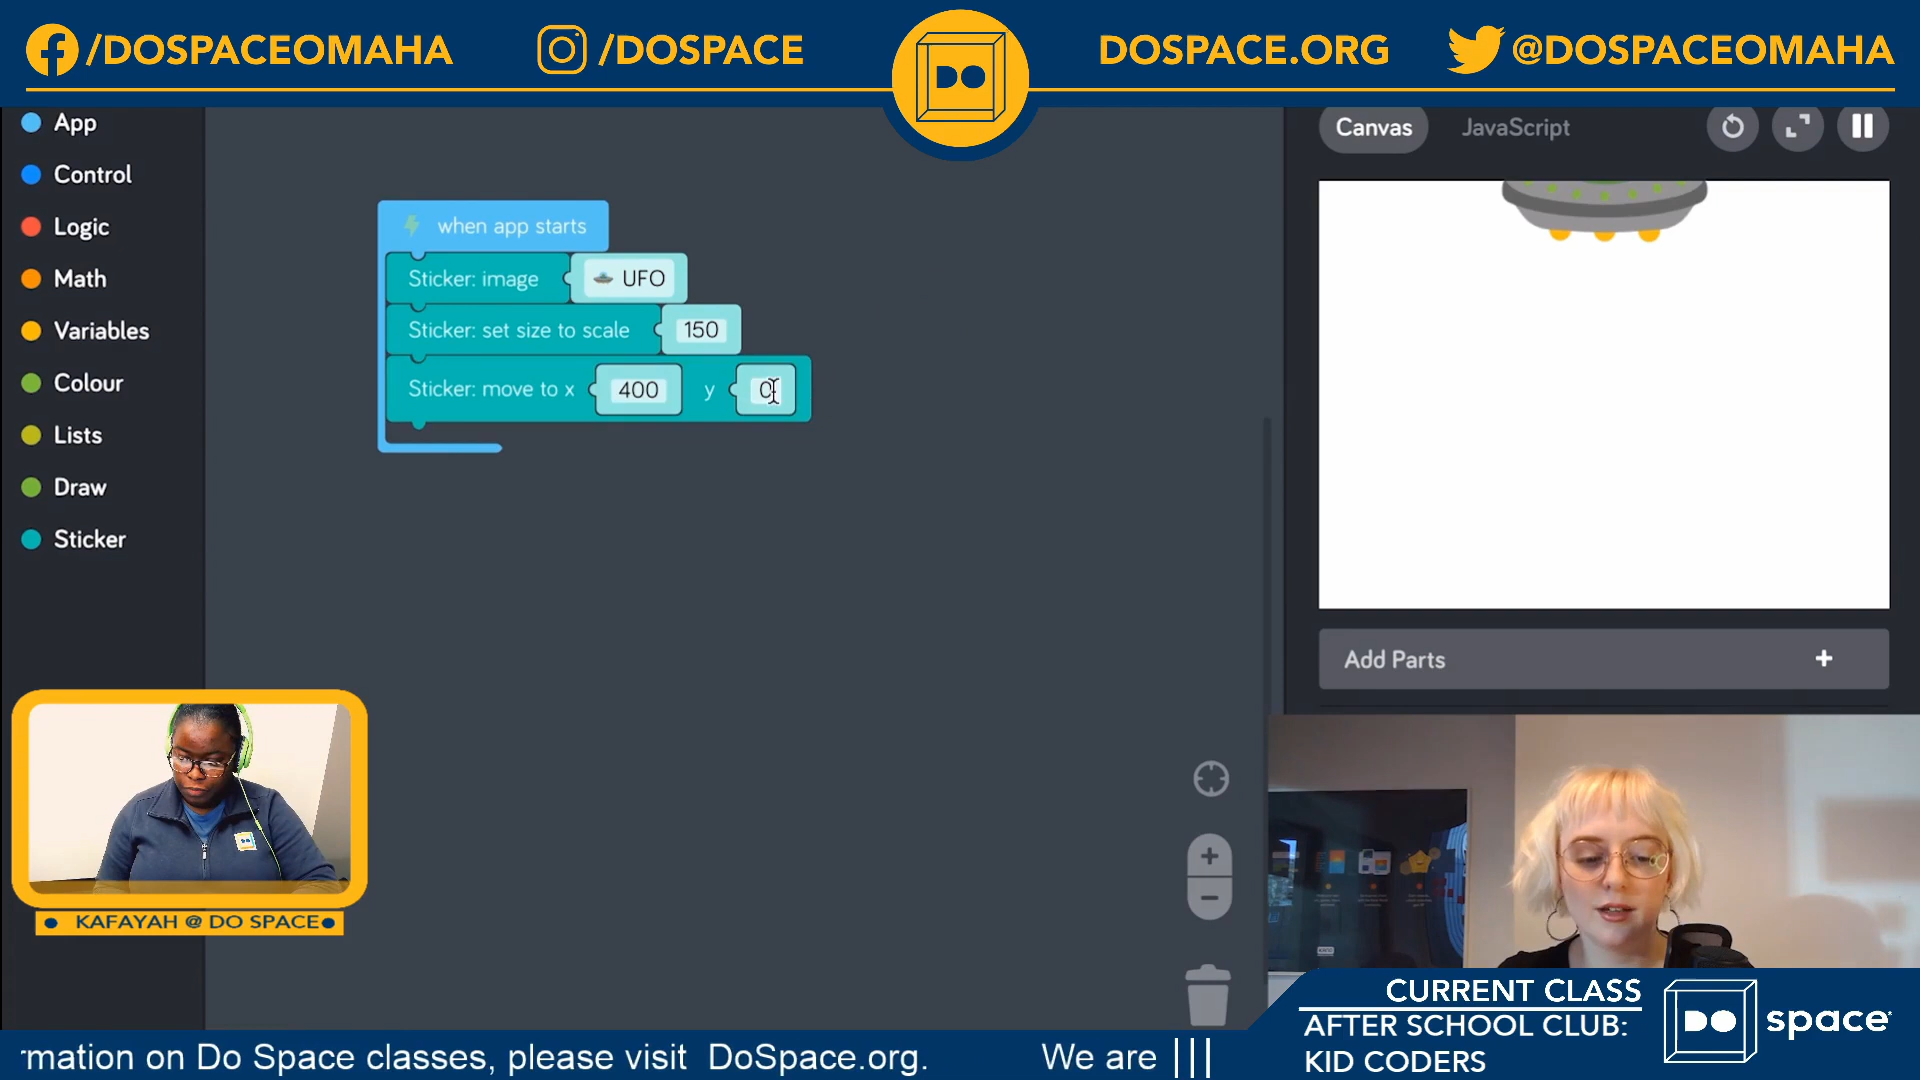 /DOSPACEOMAHA
/DOSPACE
DO
DOSPACE.ORG
@DOSPACEOMAHA
App
Control
Logic
Math
Variables
Colour
Lists
Draw
Sticker
when app starts
Sticker: image UFO
Sticker: set size to scale 150
Sticker: move to x 400 y 0
Canvas JavaScript
Add Parts +
KAFAYAH @ DO SPACE
CURRENT CLASS
AFTER SCHOOL CLUB:
KID CODERS
DO space
rmation on Do Space classes, please visit DoSpace.org. We are